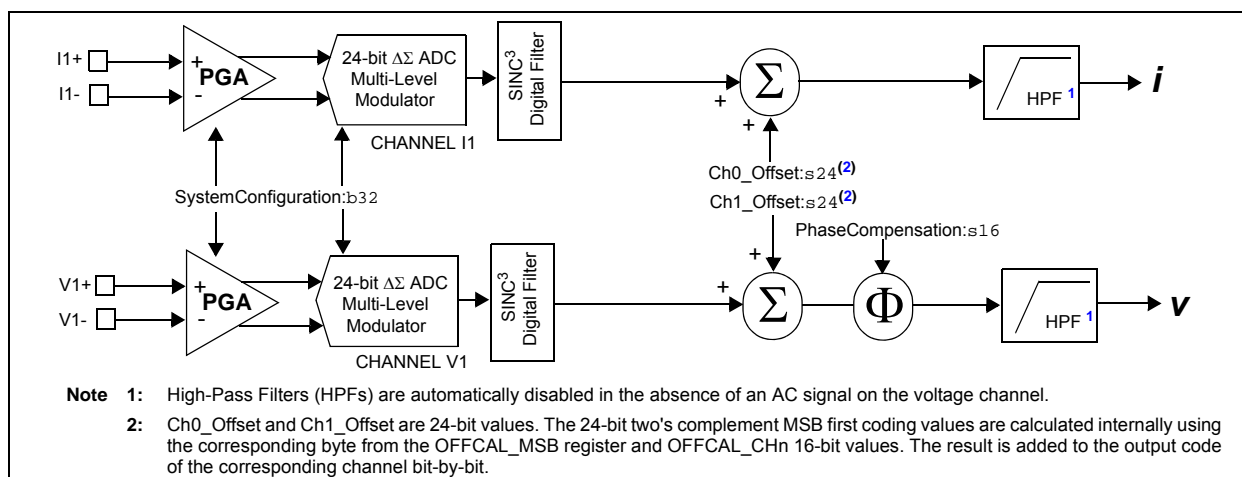 I1+
I1-
+
-
PGA
24-bit ΔΣ ADC
Multi-Level
Modulator
CHANNEL I1
SINC3
Digital Filter
+
Σ
+
HPF 1
i
SystemConfiguration:b32
Ch0_Offset:s24(2)
Ch1_Offset:s24(2)
PhaseCompensation:s16
V1+
V1-
+
-
PGA
24-bit ΔΣ ADC
Multi-Level
Modulator
CHANNEL V1
SINC3
Digital Filter
+
+
Σ
Φ
HPF 1
v
Note 1: High-Pass Filters (HPFs) are automatically disabled in the absence of an AC signal on the voltage channel.
2: Ch0_Offset and Ch1_Offset are 24-bit values. The 24-bit two's complement MSB first coding values are calculated internally using
the corresponding byte from the OFFCAL_MSB register and OFFCAL_CHn 16-bit values. The result is added to the output code
of the corresponding channel bit-by-bit.